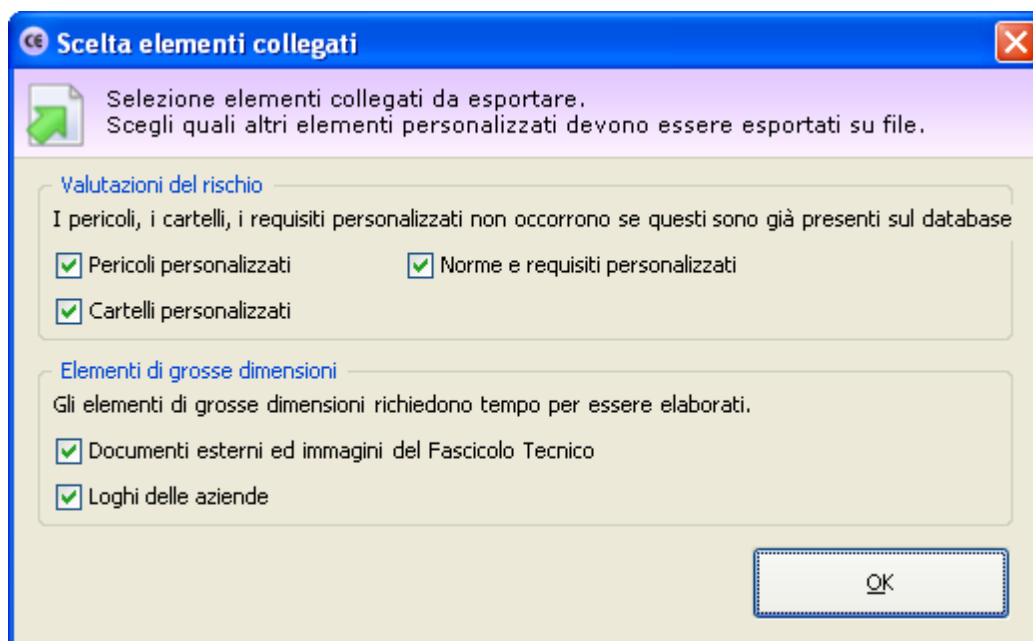 CE Scelta elementi collegati
Selezione elementi collegati da esportare.
Scegli quali altri elementi personalizzati devono essere esportati su file.
Valutazioni del rischio
I pericoli, i cartelli, i requisiti personalizzati non occorrono se questi sono già presenti sul database
Pericoli personalizzati Norme e requisiti personalizzati
Cartelli personalizzati
Elementi di grosse dimensioni
Gli elementi di grosse dimensioni richiedono tempo per essere elaborati.
Documenti esterni ed immagini del Fascicolo Tecnico
Loghi delle aziende
OK